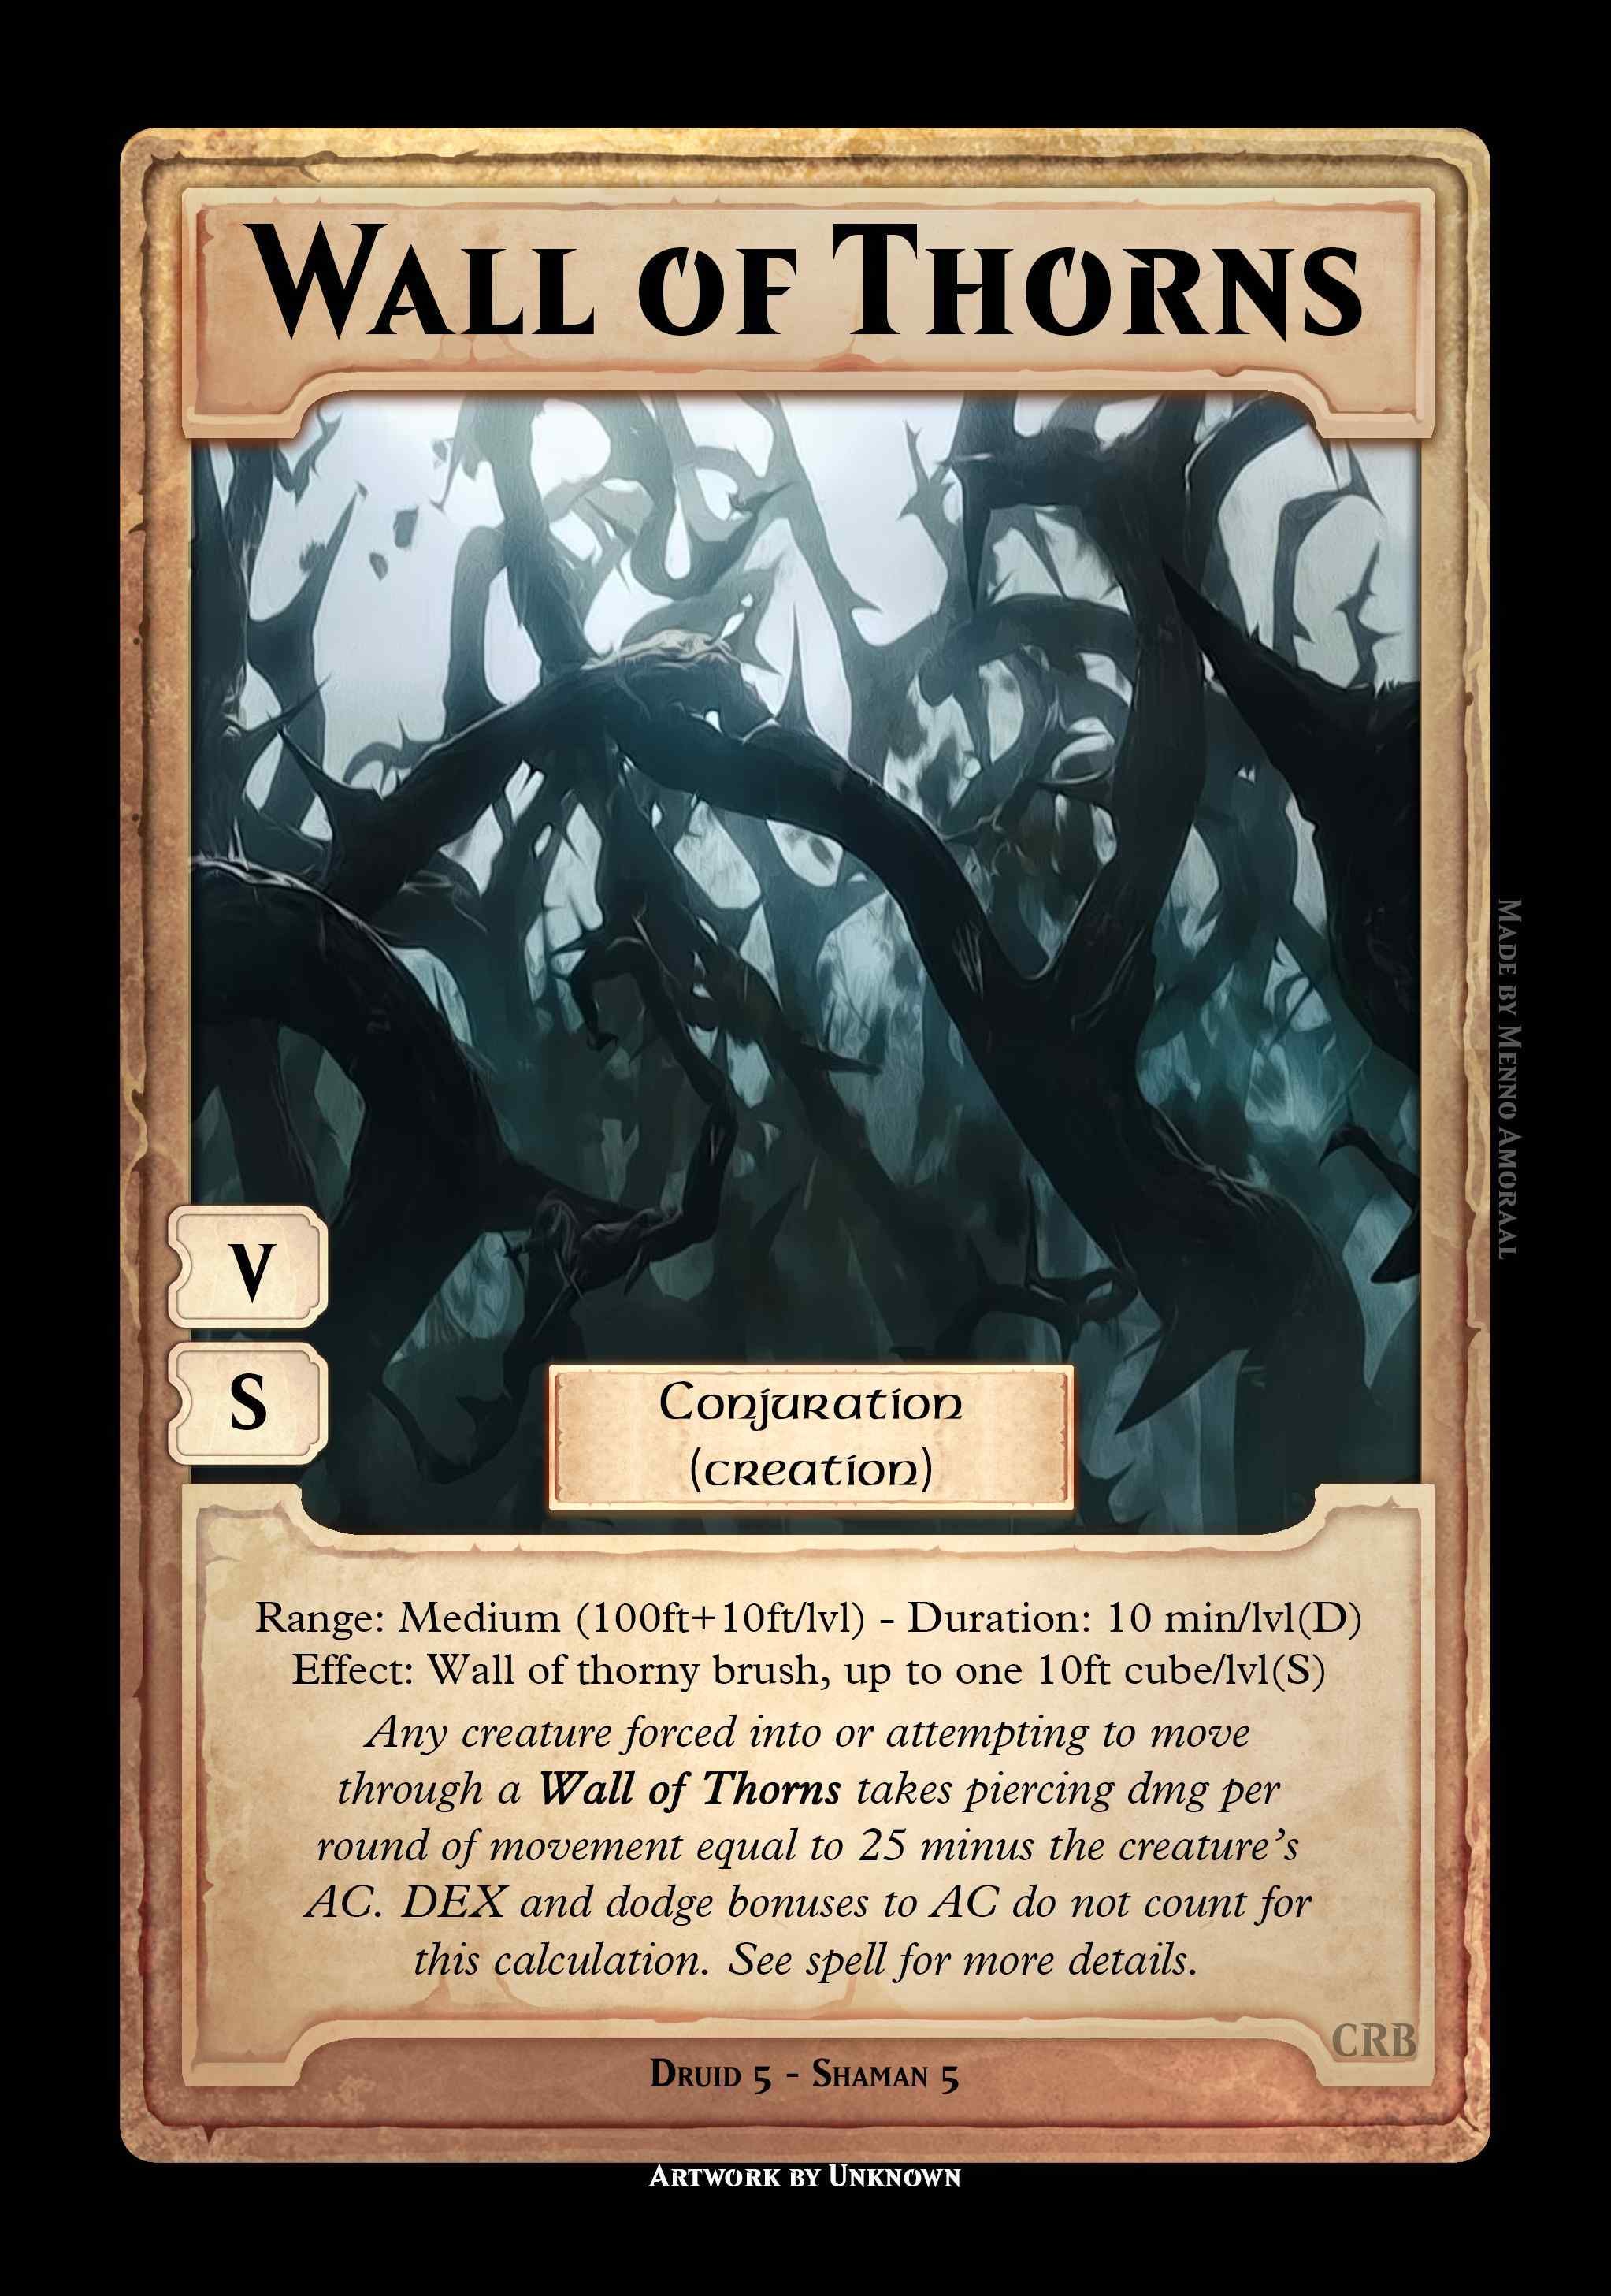 Wall of Thorns
V
S
Conjuration
(creation)
Range: Medium (100ft+10ft/lvl) - Duration: 10 min/lvl(D)
Effect: Wall of thorny brush, up to one 10ft cube/lvl(S)
Any creature forced into or attempting to move
through a Wall of Thorns takes piercing dmg per
round of movement equal to 25 minus the creature's
AC. DEX and dodge bonuses to AC do not count for
this calculation. See spell for more details.
CRB
Druid 5 - Shaman 5
Artwork by Unknown
Made by Menno Amoraal